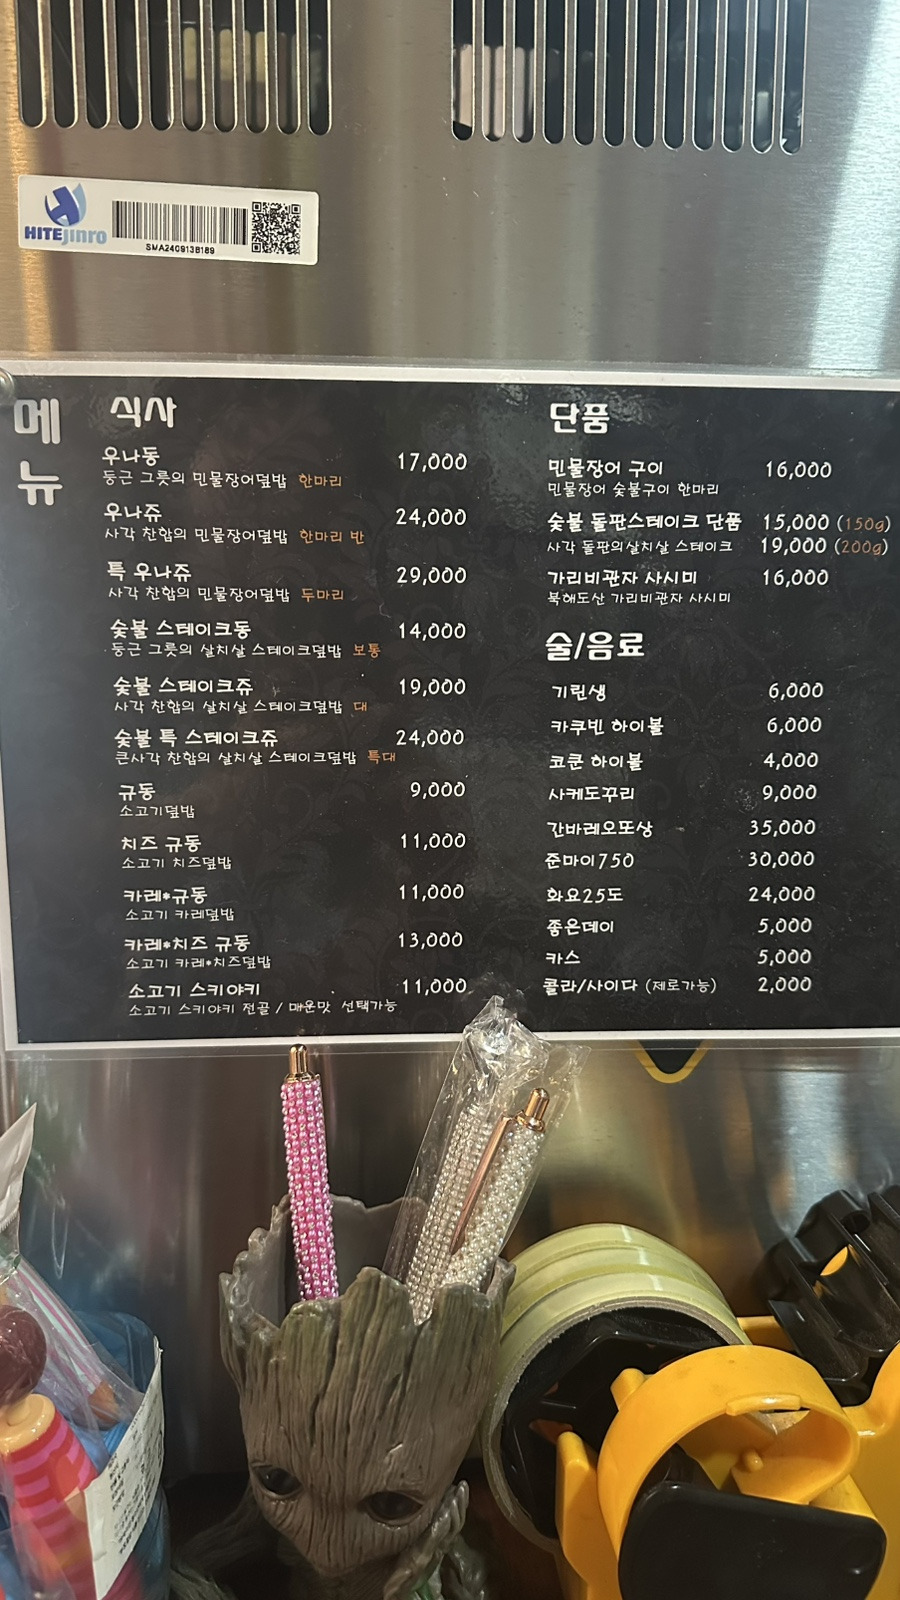 HITEjinro
SMA240913B189
메뉴
식사
우나동 17,000
둥근 그릇의 민물장어덮밥 한마리
우나쥬 24,000
사각 찬합의 민물장어덮밥 한마리 반
특 우나쥬 29,000
사각 찬합의 민물장어덮밥 두마리
숯불 스테이크동 14,000
둥근 그릇의 살치살 스테이크덮밥 보통
숯불 스테이크쥬 19,000
사각 찬합의 살치살 스테이크덮밥 대
숯불 특 스테이크쥬 24,000
큰사각 찬합의 살치살 스테이크덮밥 특대
규동 9,000
소고기덮밥
치즈 규동 11,000
소고기 치즈덮밥
카레*규동 11,000
소고기 카레덮밥
카레*치즈 규동 13,000
소고기 카레*치즈덮밥
소고기 스키야키 11,000
소고기 스키야키 전골 / 매운맛 선택가능
단품
민물장어 구이 16,000
민물장어 숯불구이 한마리
숯불 돌판스테이크 단품 15,000 (150g)
사각 돌판의살치살 스테이크 19,000 (200g)
가리비관자 사시미 16,000
북해도산 가리비관자 사시미
술/음료
기린생 6,000
카쿠빈 하이볼 6,000
코쿤 하이볼 4,000
사케도꾸리 9,000
간바레오또상 35,000
준마이750 30,000
화요25도 24,000
좋은데이 5,000
카스 5,000
콜라/사이다 (제로가능) 2,000